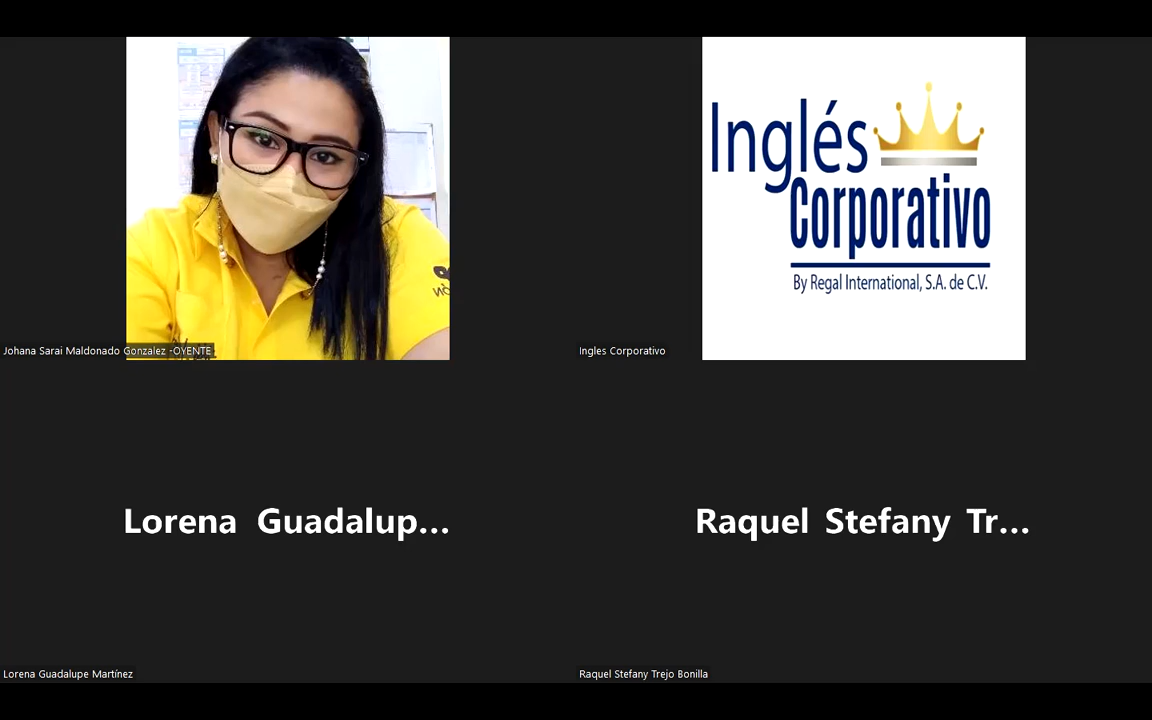 Inglés
Corporativo
By Regal International, S.A. de C.V.
Johana Sarai Maldonado Gonzalez -OYENTE
Ingles Corporativo
Lorena Guadalup...
Raquel Stefany Tr...
Lorena Guadalupe Martínez
Raquel Stefany Trejo Bonilla